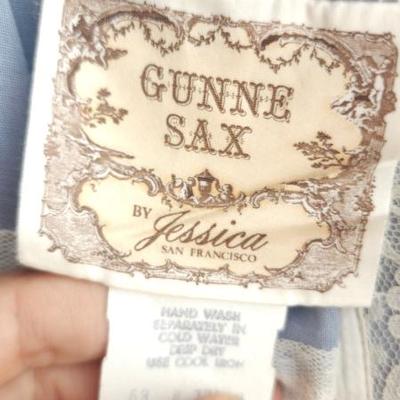 GUNNE
SAX
BY Jessica
SAN FRANCISCO
HAND WASH
SEPARATELY IN
COLD WATER
DRIP DRY
USE COOL IRON